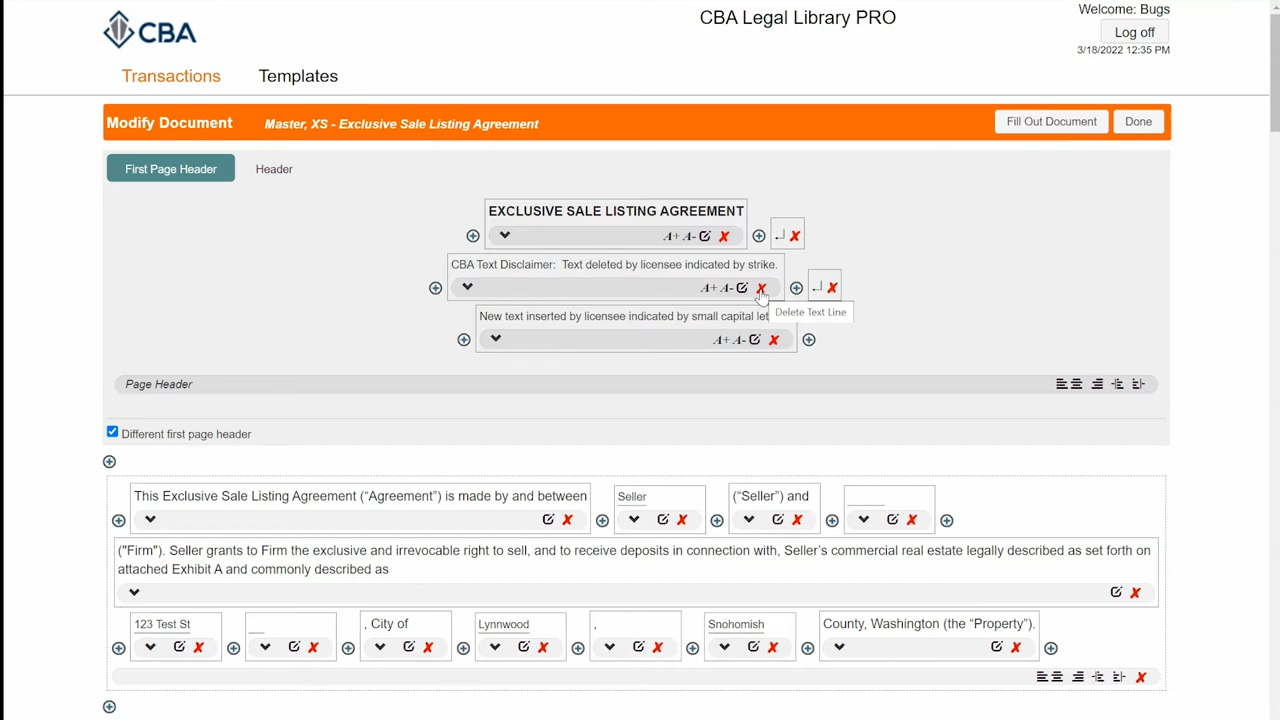 CBA
CBA Legal Library PRO
Welcome: Bugs
Log off
3/18/2022 12:35 PM
Transactions
Templates
Modify Document
Master, XS - Exclusive Sale Listing Agreement
Fill Out Document
Done
First Page Header
Header
EXCLUSIVE SALE LISTING AGREEMENT
A+ A-
CBA Text Disclaimer: Text deleted by licensee indicated by strike.
A+ A-
Delete Text Line
New text inserted by licensee indicated by small capital let
A+ A-
Page Header
Different first page header
This Exclusive Sale Listing Agreement (“Agreement”) is made by and between
Seller
(“Seller”) and
("Firm"). Seller grants to Firm the exclusive and irrevocable right to sell, and to receive deposits in connection with, Seller’s commercial real estate legally described as set forth on
attached Exhibit A and commonly described as
123 Test St
, City of
Lynnwood
,
Snohomish
County, Washington (the “Property”).